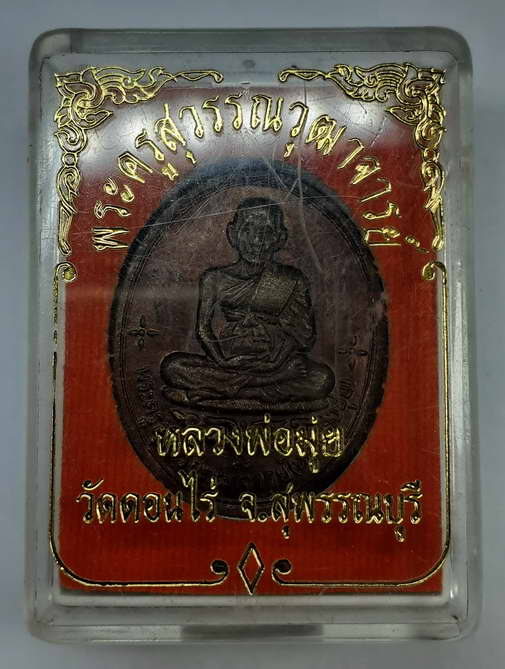 พระครูสุวรรณวุฒาจารย์
หลวงพ่อมุ่ย
วัดดอนไร่ จ.สุพรรณบุรี